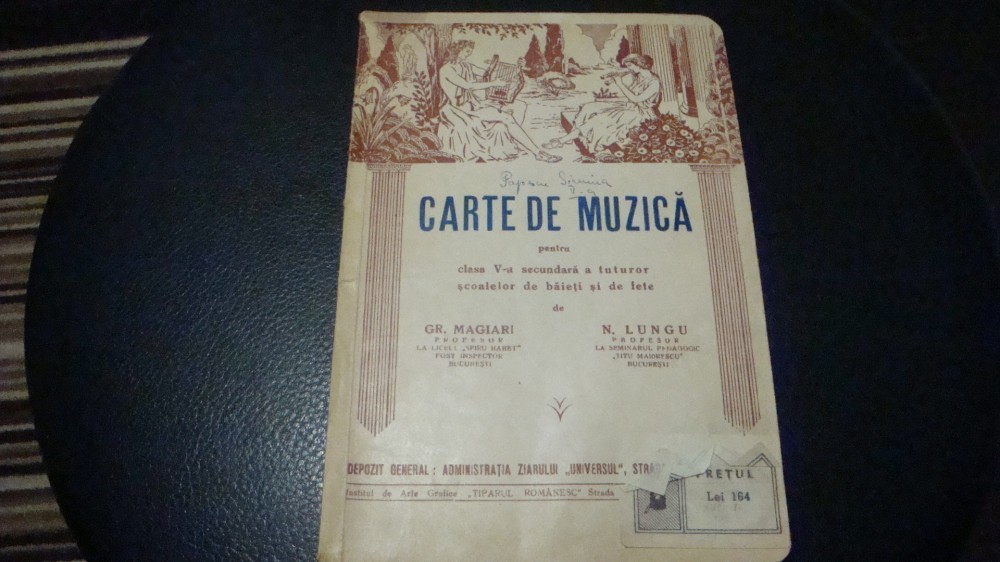 CARTE DE MUZICĂ
pentru
clasa V-a secundară a tuturor
școalelor de băieți și de fete
de
GR. MAGIARI
PROFESOR
LA LICEUL „SPIRU HARET”
FOST INSPECTOR
BUCUREȘTI
N. LUNGU
PROFESOR
LA SEMINARUL PEDAGOGIC
„TITU MAIORESCU”
BUCUREȘTI
DEPOZIT GENERAL: ADMINISTRAȚIA ZIARULUI „UNIVERSUL”,
de Arte Grafice „TIPARUL ROMÂNESC” Strada
PREȚUL
Lei 164